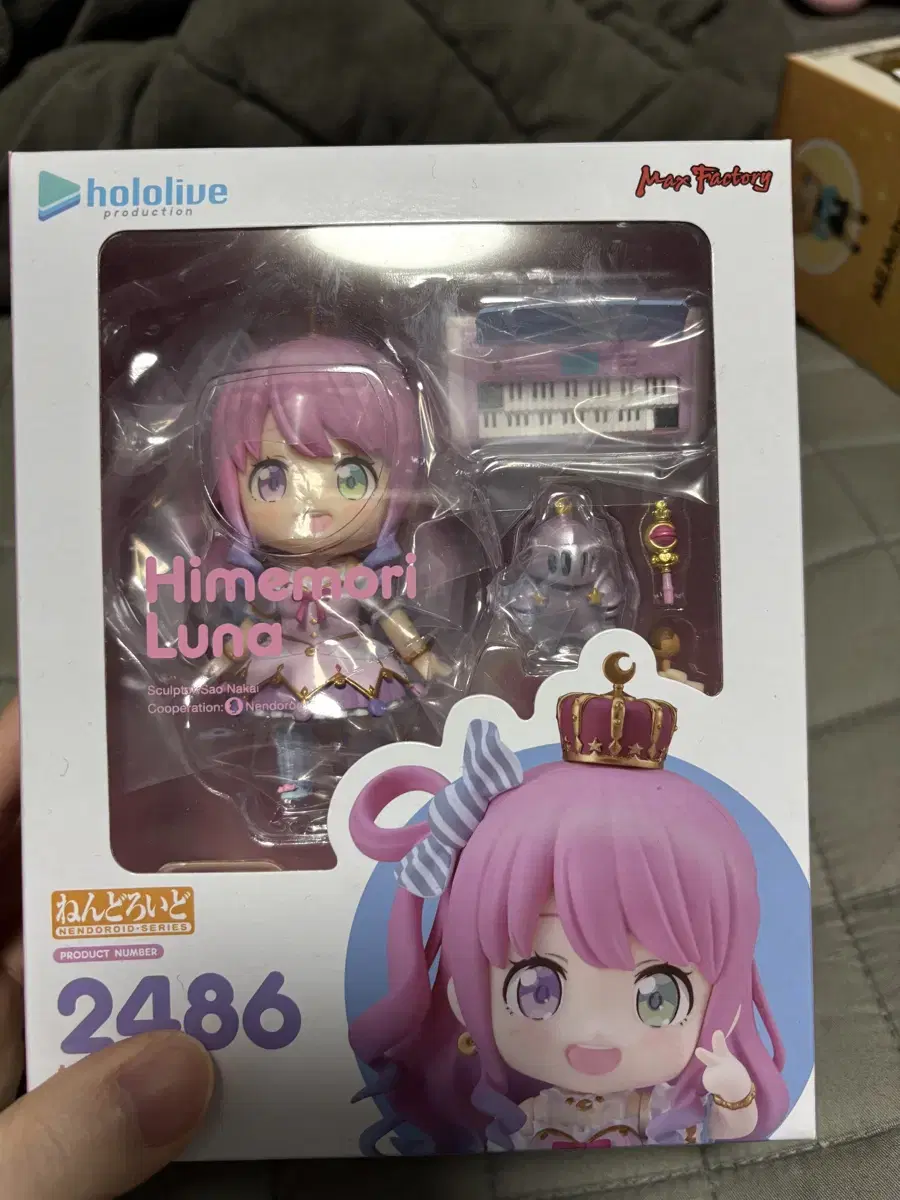 hololive
production
Max Factory
Himemori
Luna
Sculptor:Sao Nakai
Cooperation: Nendoro
ねんどろいど
NENDOROID-SERIES
PRODUCT NUMBER
2486